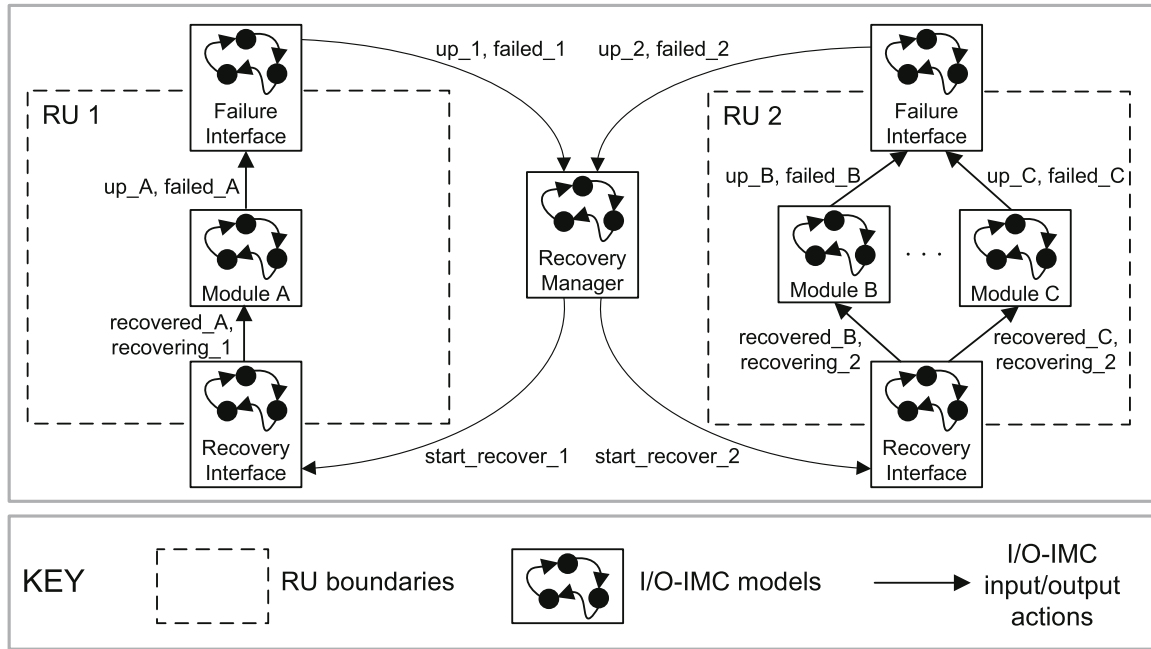 up_1, failed_1
up_2, failed_2
RU 1
Failure
Interface
RU 2
Failure
Interface
up_A, failed_A
up_B, failed_B
up_C, failed_C
Recovery
Manager
Module A
Module B
. . .
Module C
recovered_A,
recovering_1
recovered_B,
recovering_2
recovered_C,
recovering_2
Recovery
Interface
start_recover_1
start_recover_2
Recovery
Interface
KEY
RU boundaries
I/O-IMC models
I/O-IMC
input/output
actions